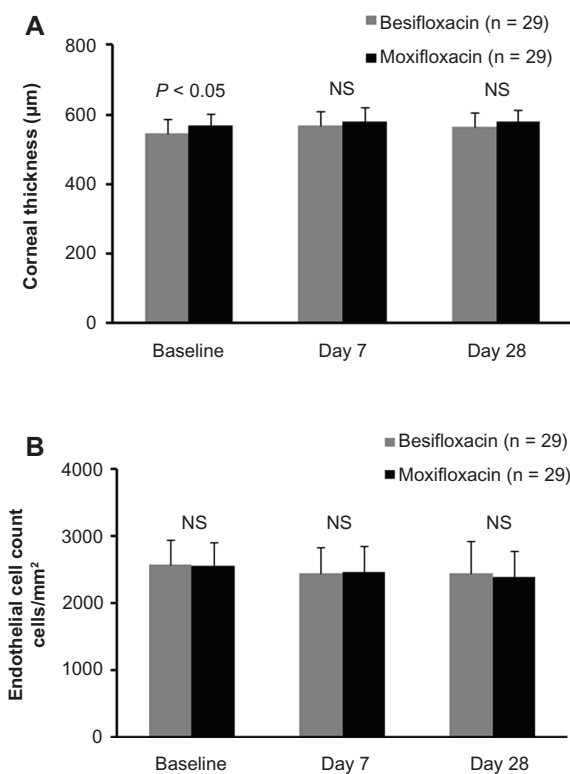 A
Besifloxacin (n = 29)
Moxifloxacin (n = 29)
Corneal thickness (µm)
800
600
400
200
0
P < 0.05
NS
NS
Baseline
Day 7
Day 28
B
Besifloxacin (n = 29)
Moxifloxacin (n = 29)
Endothelial cell count
cells/mm²
4000
3000
2000
1000
0
NS
NS
NS
Baseline
Day 7
Day 28